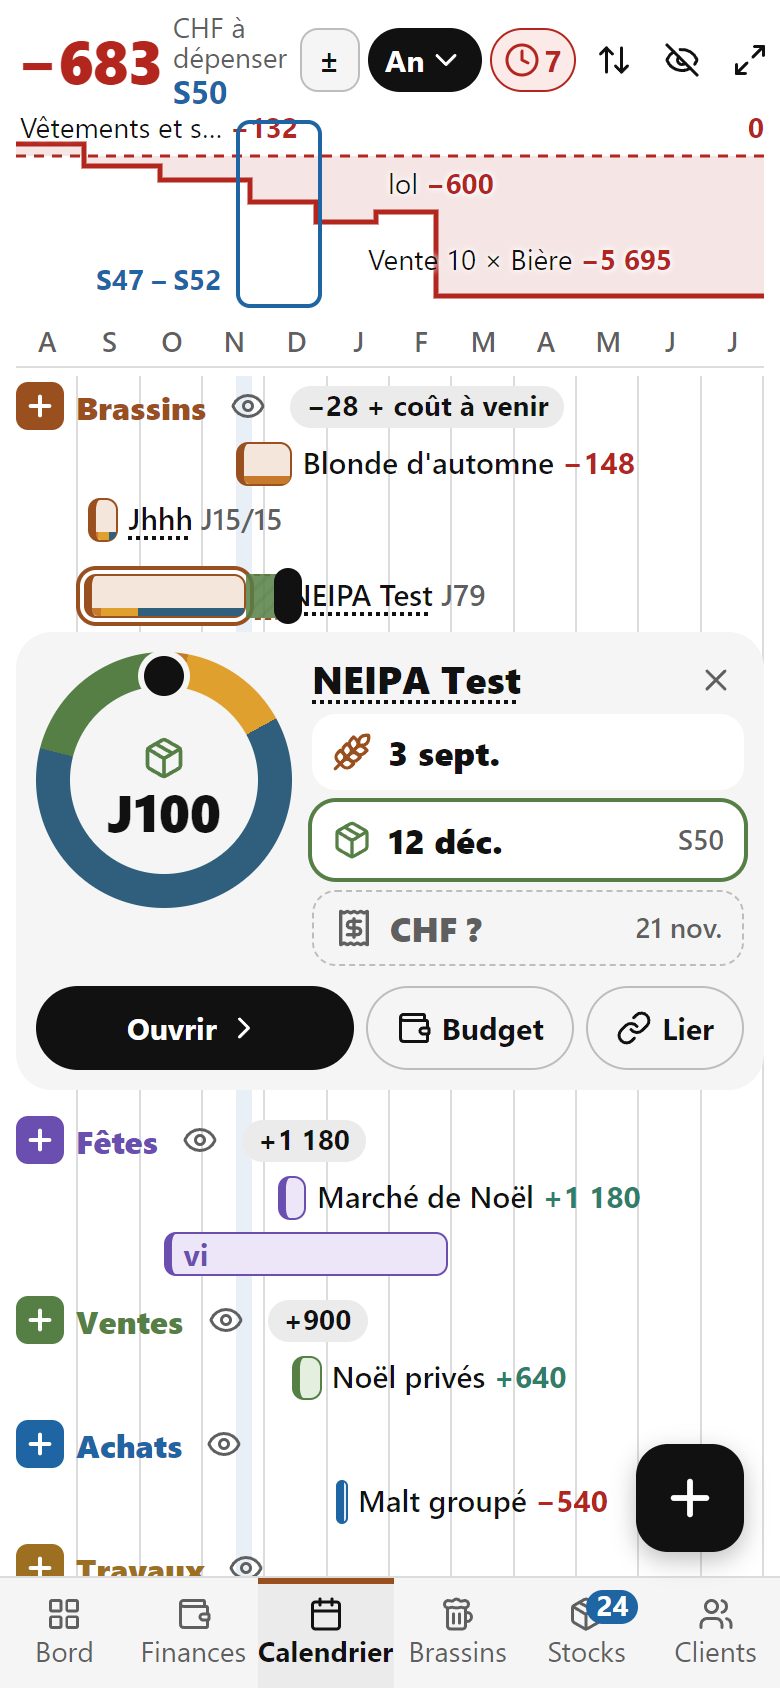 −683 CHF à dépenser S50 ± An 7
Vêtements et s... −132 0
lol −600
Vente 10 × Bière −5 695
S47 – S52
A S O N D J F M A M J J
Brassins −28 + coût à venir
Blonde d'automne −148
Jhhh J15/15
NEIPA Test J79
NEIPA Test
3 sept.
J100
12 déc. S50
CHF ? 21 nov.
Ouvrir Budget Lier
Fêtes +1 180
Marché de Noël +1 180
vi
Ventes +900
Noël privés +640
Achats
Malt groupé −540
Travaux
24
Bord Finances Calendrier Brassins Stocks Clients